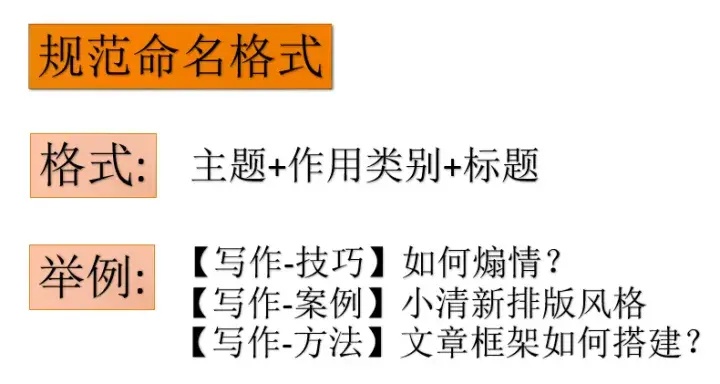 规范命名格式
格式: 主题+作用类别+标题
举例: 【写作-技巧】如何煽情？
【写作-案例】小清新排版风格
【写作-方法】文章框架如何搭建？